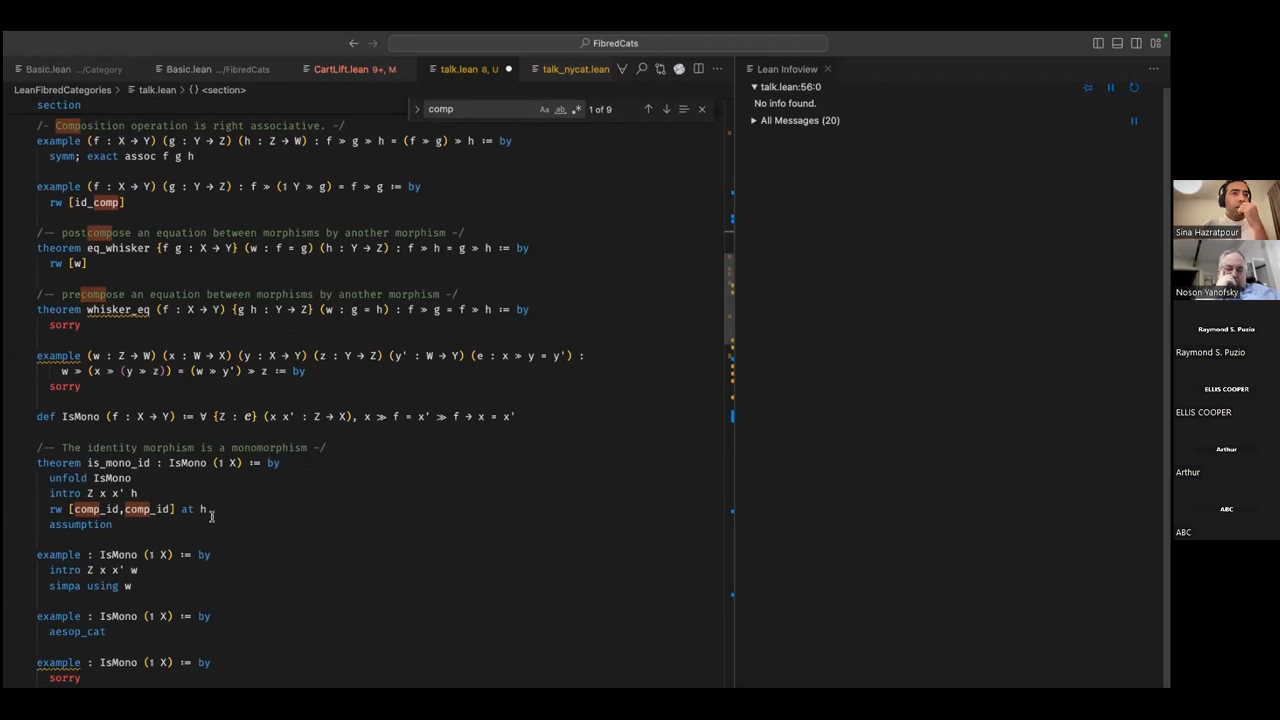 FibredCats
Basic.lean .../Category
Basic.lean .../FibredCats
CartLift.lean 9+, M
talk.lean 8, U
talk_nycat.lean
Lean Infoview
LeanFibredCategories > talk.lean > {} <section>
comp
1 of 9
talk.lean:56:0
No info found.
All Messages (20)
section
/- Composition operation is right associative. -/
example (f : X → Y) (g : Y → Z) (h : Z → W) : f ≫ g ≫ h = (f ≫ g) ≫ h := by
symm; exact assoc f g h
example (f : X → Y) (g : Y → Z) : f ≫ (𝟙 Y ≫ g) = f ≫ g := by
rw [id_comp]
/-- postcompose an equation between morphisms by another morphism -/
theorem eq_whisker {f g : X → Y} (w : f = g) (h : Y → Z) : f ≫ h = g ≫ h := by
rw [w]
/-- precompose an equation between morphisms by another morphism -/
theorem whisker_eq (f : X → Y) {g h : Y → Z} (w : g = h) : f ≫ g = f ≫ h := by
sorry
example (w : Z → W) (x : W → X) (y : X → Y) (z : Y → Z) (y' : W → Y) (e : x ≫ y = y') :
w ≫ (x ≫ (y ≫ z)) = (w ≫ y') ≫ z := by
sorry
def IsMono (f : X → Y) := ∀ {Z : 𝒞} (x x' : Z → X), x ≫ f = x' ≫ f → x = x'
/-- The identity morphism is a monomorphism -/
theorem is_mono_id : IsMono (𝟙 X) := by
unfold IsMono
intro Z x x' h
rw [comp_id,comp_id] at h
assumption
example : IsMono (𝟙 X) := by
intro Z x x' w
simpa using w
example : IsMono (𝟙 X) := by
aesop_cat
example : IsMono (𝟙 X) := by
sorry
Sina Hazratpour
Noson Yanofsky
Raymond S. Puzio
Raymond S. Puzio
ELLIS COOPER
ELLIS COOPER
Arthur
Arthur
ABC
ABC